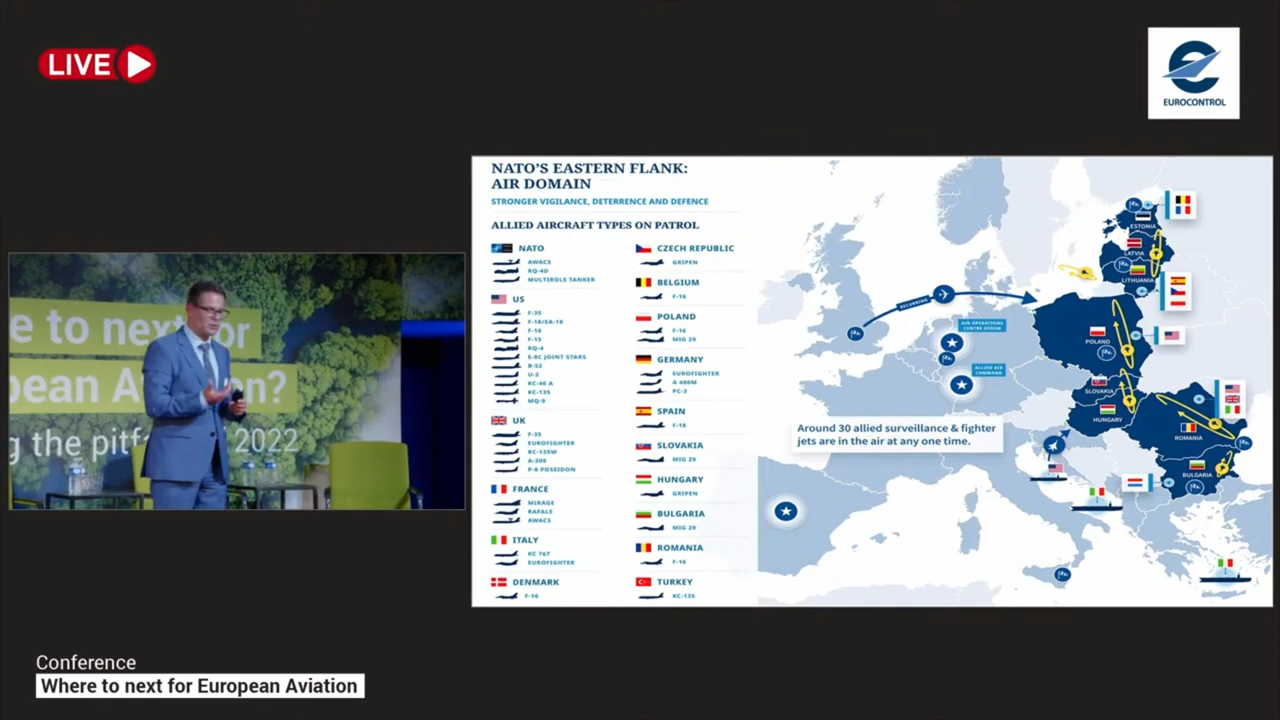 LIVE
EUROCONTROL
NATO'S EASTERN FLANK:
AIR DOMAIN
STRONGER VIGILANCE, DETERRENCE AND DEFENCE
ALLIED AIRCRAFT TYPES ON PATROL
NATO
AWACS
RQ-4D
MULTIROLE TANKER
US
F-35
F-18/EA-18
F-16
F-15
RQ-4
E-8C JOINT STARS
B-52
U-2
KC-46 A
KC-135
MQ-9
UK
F-35
EUROFIGHTER
RC-135W
A-300
P-8 POSEIDON
FRANCE
MIRAGE
RAFALE
AWACS
ITALY
KC 767
EUROFIGHTER
DENMARK
F-16
CZECH REPUBLIC
GRIPEN
BELGIUM
F-16
POLAND
F-16
MIG 29
GERMANY
EUROFIGHTER
A 400M
PC-3
SPAIN
F-18
SLOVAKIA
MIG 29
HUNGARY
GRIPEN
BULGARIA
MIG 29
ROMANIA
F-16
TURKEY
KC-135
RECURRING
AIR OPERATIONS
CENTRE UEDEM
ALLIED AIR
COMMAND
ESTONIA
LATVIA
LITHUANIA
POLAND
SLOVAKIA
HUNGARY
ROMANIA
BULGARIA
Around 30 allied surveillance & fighter
jets are in the air at any one time.
e to next for
pean A
n?
g the pitf
2022
Conference
Where to next for European Aviation